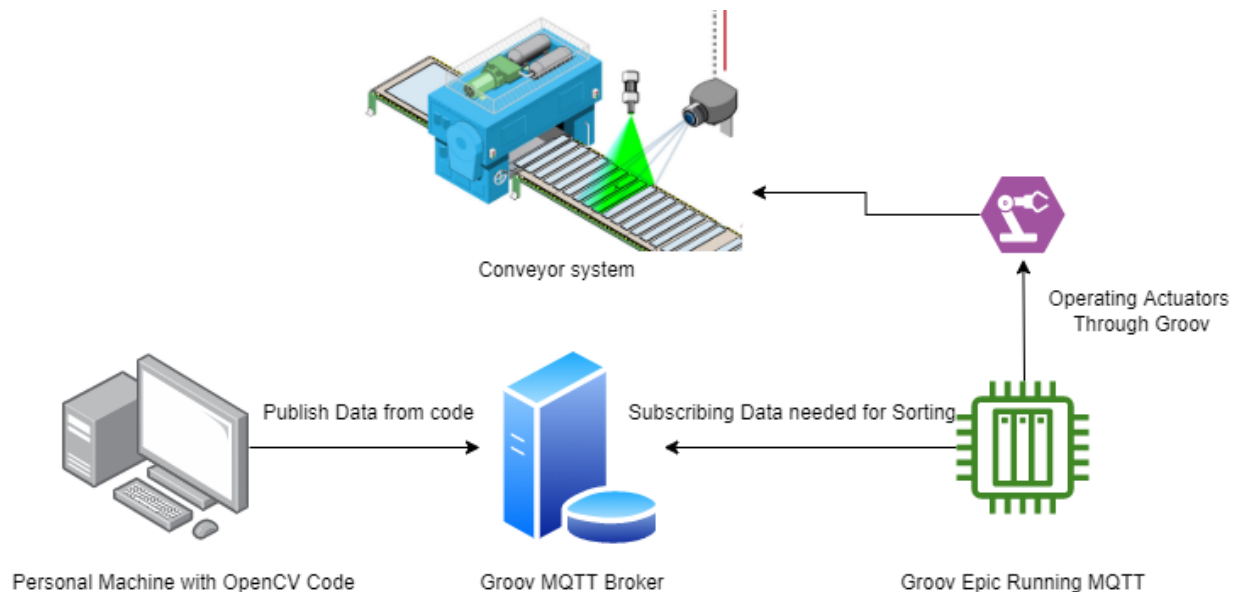 Conveyor system
Operating Actuators
Through Groov
Publish Data from code
Subscribing Data needed for Sorting
Personal Machine with OpenCV Code
Groov MQTT Broker
Groov Epic Running MQTT